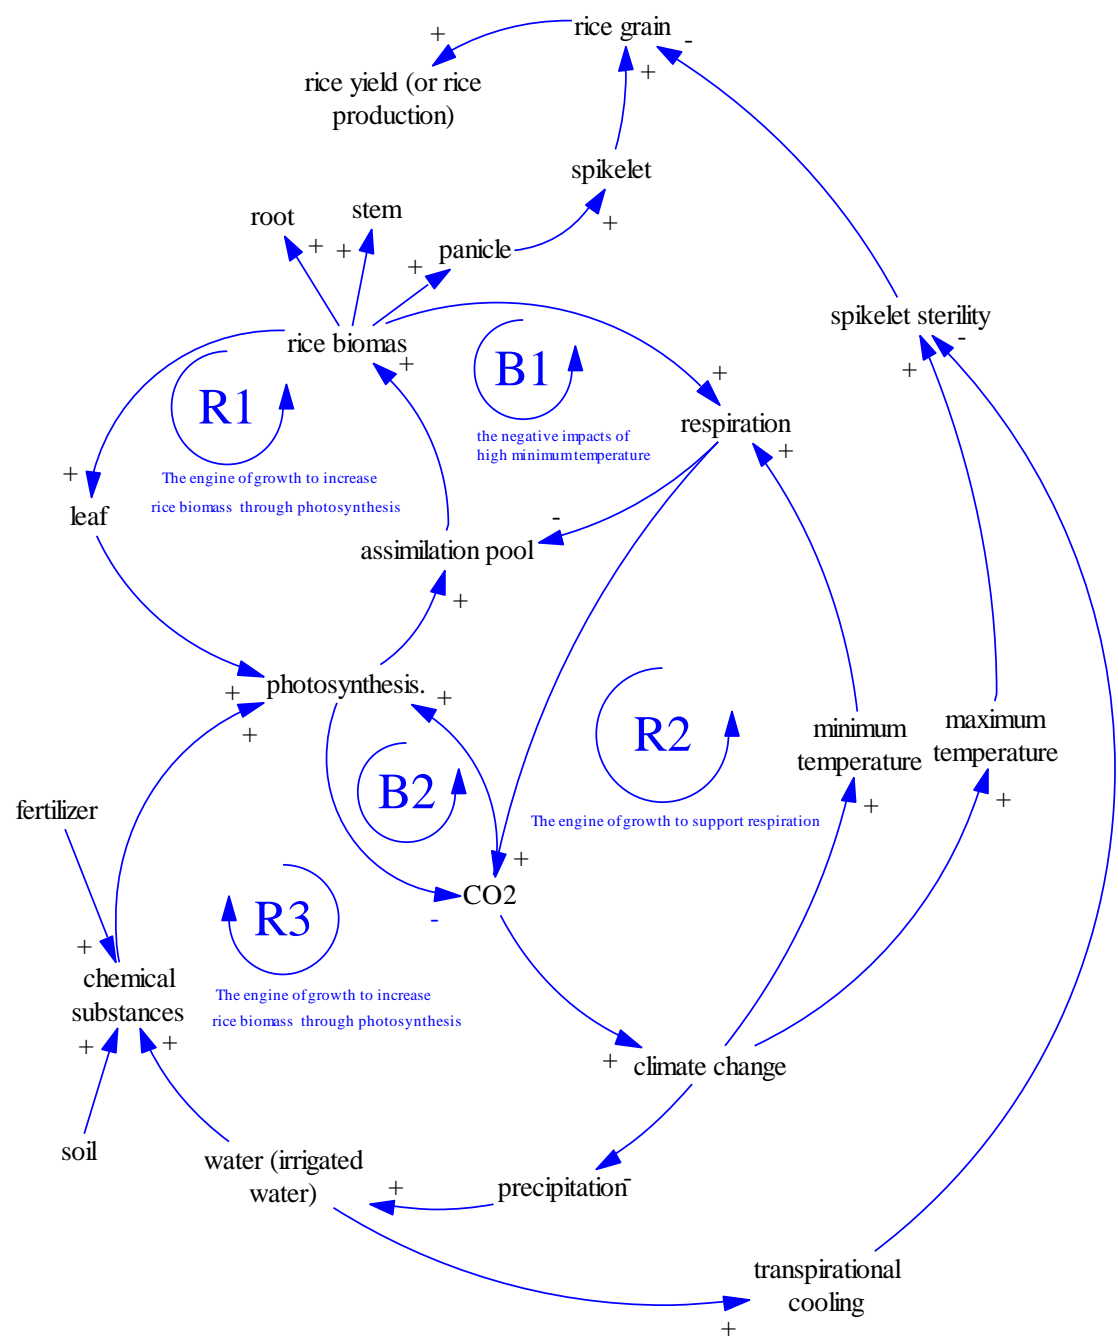 rice grain
+
-
rice yield (or rice
production)
+
spikelet
root
stem
+
+
+
panicle
+
spikelet sterility
-
+
rice biomas
+
R1
B1
+
the negative impacts of
high minimum temperature
respiration
+
The engine of growth to increase
rice biomass through photosynthesis
+
leaf
-
assimilation pool
+
photosynthesis.
+
+
+
R2
minimum
temperature
maximum
temperature
B2
+
+
The engine of growth to support respiration
fertilizer
+
CO2
-
R3
+
chemical
substances
The engine of growth to increase
rice biomass through photosynthesis
+
+
+
climate change
soil
water (irrigated
water)
+
precipitation
-
transpirational
cooling
+